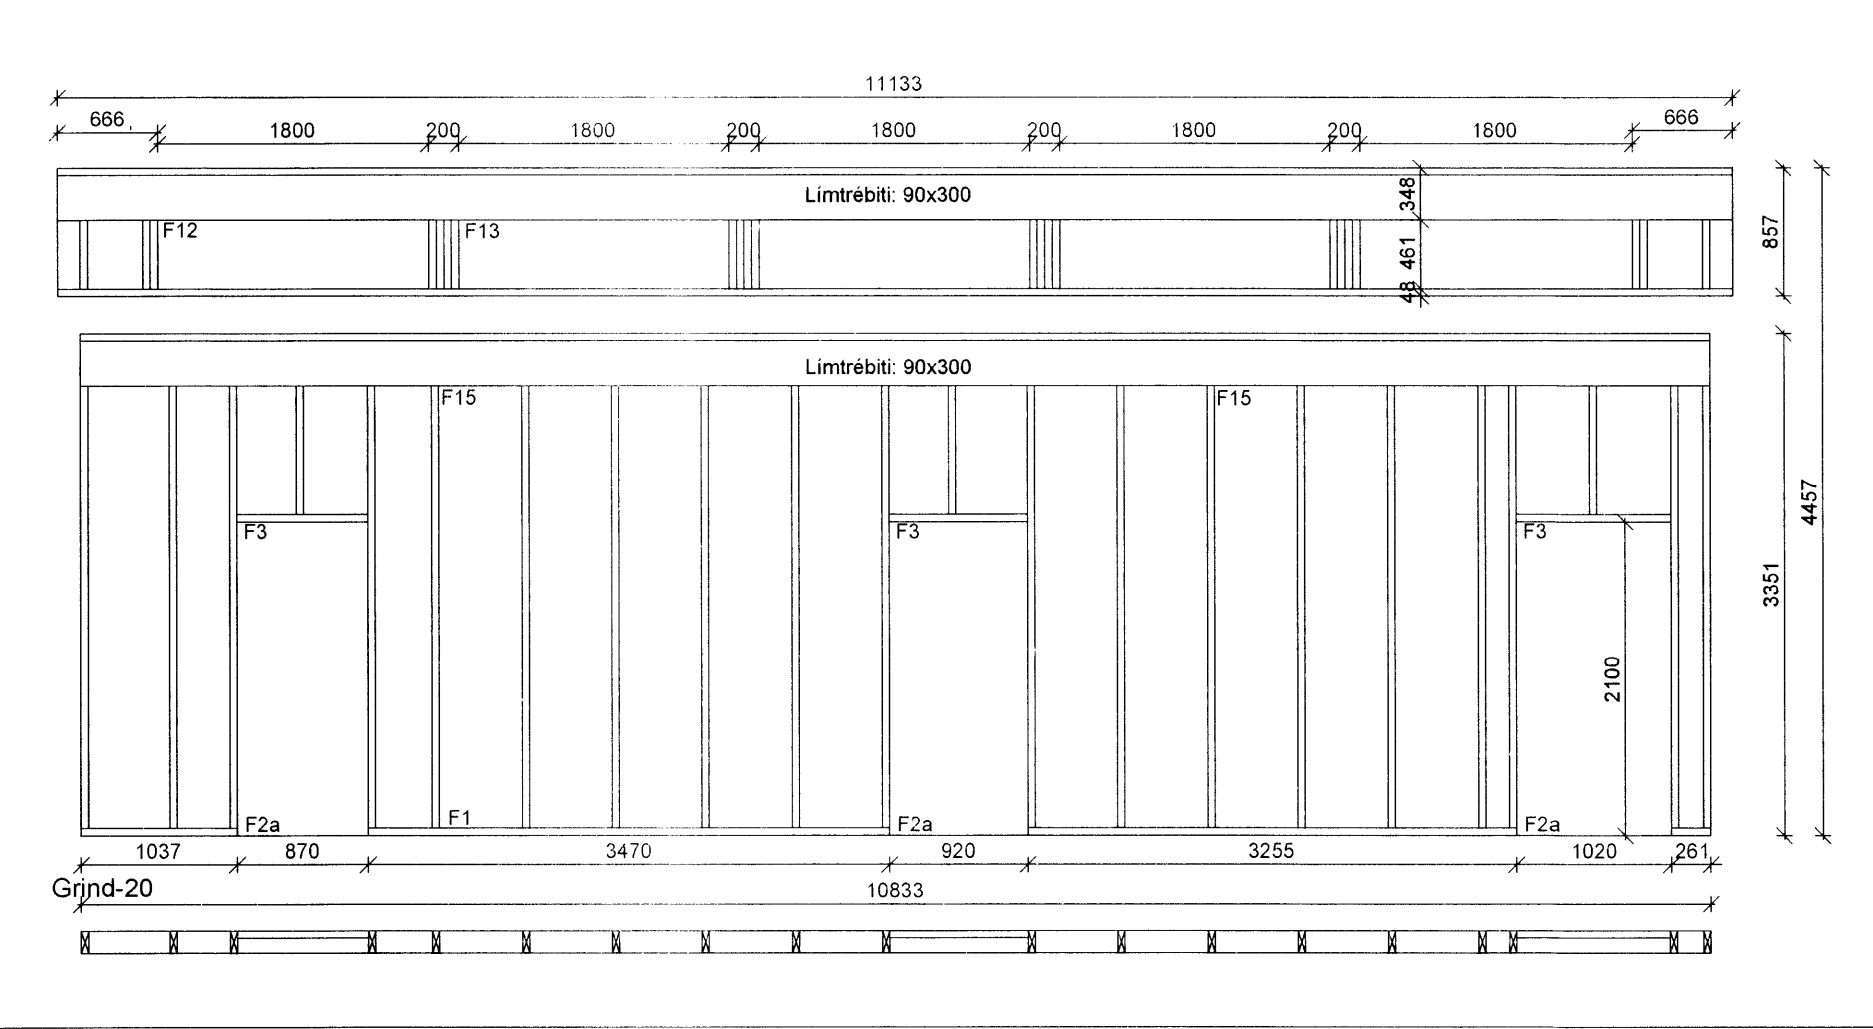 11133
666 1800 200 1800 200 1800 200 1800 200 1800 666
Límtrébiti: 90x300
348
F12 F13
461
48
857
Límtrébiti: 90x300
F15 F15
F3 F3 F3
4457
3351
2100
F2a F1 F2a F2a
1037 870 3470 920 3255 1020 261
Grind-20
10833